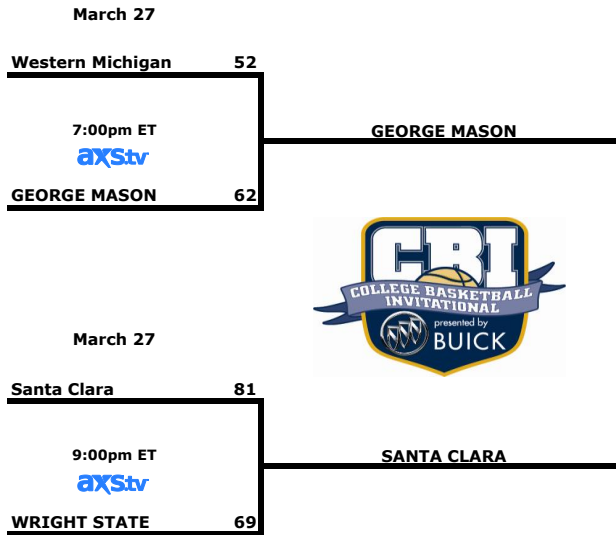 March 27
Western Michigan 52
7:00pm ET
axs.tv
GEORGE MASON 62
GEORGE MASON
CBI
COLLEGE BASKETBALL
INVITATIONAL
presented by
BUICK
March 27
Santa Clara 81
9:00pm ET
axs.tv
WRIGHT STATE 69
SANTA CLARA